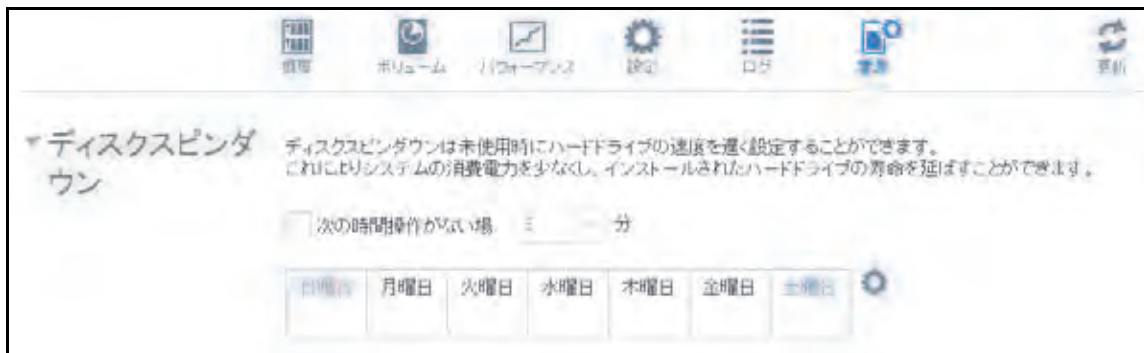 概要
ボリューム
パフォーマンス
設定
ログ
電源
更新
ディスクスピンダ
ウン
ディスクスピンダウンは未使用時にハードドライブの速度を遅く設定することができます。
これによりシステムの消費電力を少なくし、インストールされたハードドライブの寿命を延ばすことができます。
次の時間操作がない場 分
日曜日 月曜日 火曜日 水曜日 木曜日 金曜日 土曜日